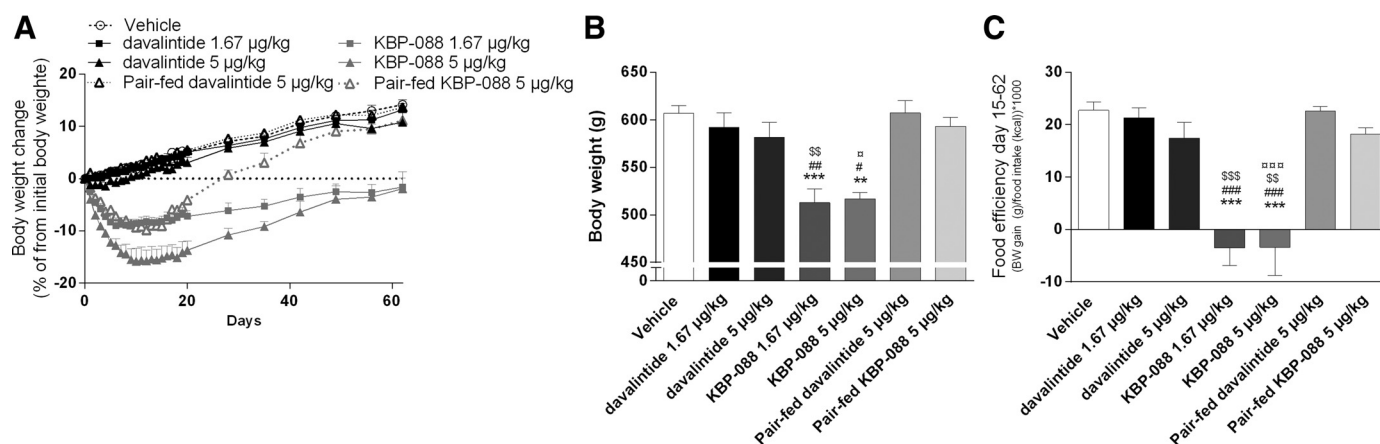 A
Vehicle
davalintide 1.67 µg/kg
KBP-088 1.67 µg/kg
davalintide 5 µg/kg
KBP-088 5 µg/kg
Pair-fed davalintide 5 µg/kg
Pair-fed KBP-088 5 µg/kg
Body weight change
(% of from initial body weighte)
20
10
0
-10
-20
0
20
40
60
Days
B
Body weight (g)
650
600
550
500
450
0
$$
##
***
¤
#
**
Vehicle
davalintide 1.67 µg/kg
davalintide 5 µg/kg
KBP-088 1.67 µg/kg
KBP-088 5 µg/kg
Pair-fed davalintide 5 µg/kg
Pair-fed KBP-088 5 µg/kg
C
Food efficiency day 15-62
(BW gain (g)/food intake (kcal))*1000
30
20
10
0
-10
$$$
###
***
¤¤¤
$$
###
***
Vehicle
davalintide 1.67 µg/kg
davalintide 5 µg/kg
KBP-088 1.67 µg/kg
KBP-088 5 µg/kg
Pair-fed davalintide 5 µg/kg
Pair-fed KBP-088 5 µg/kg